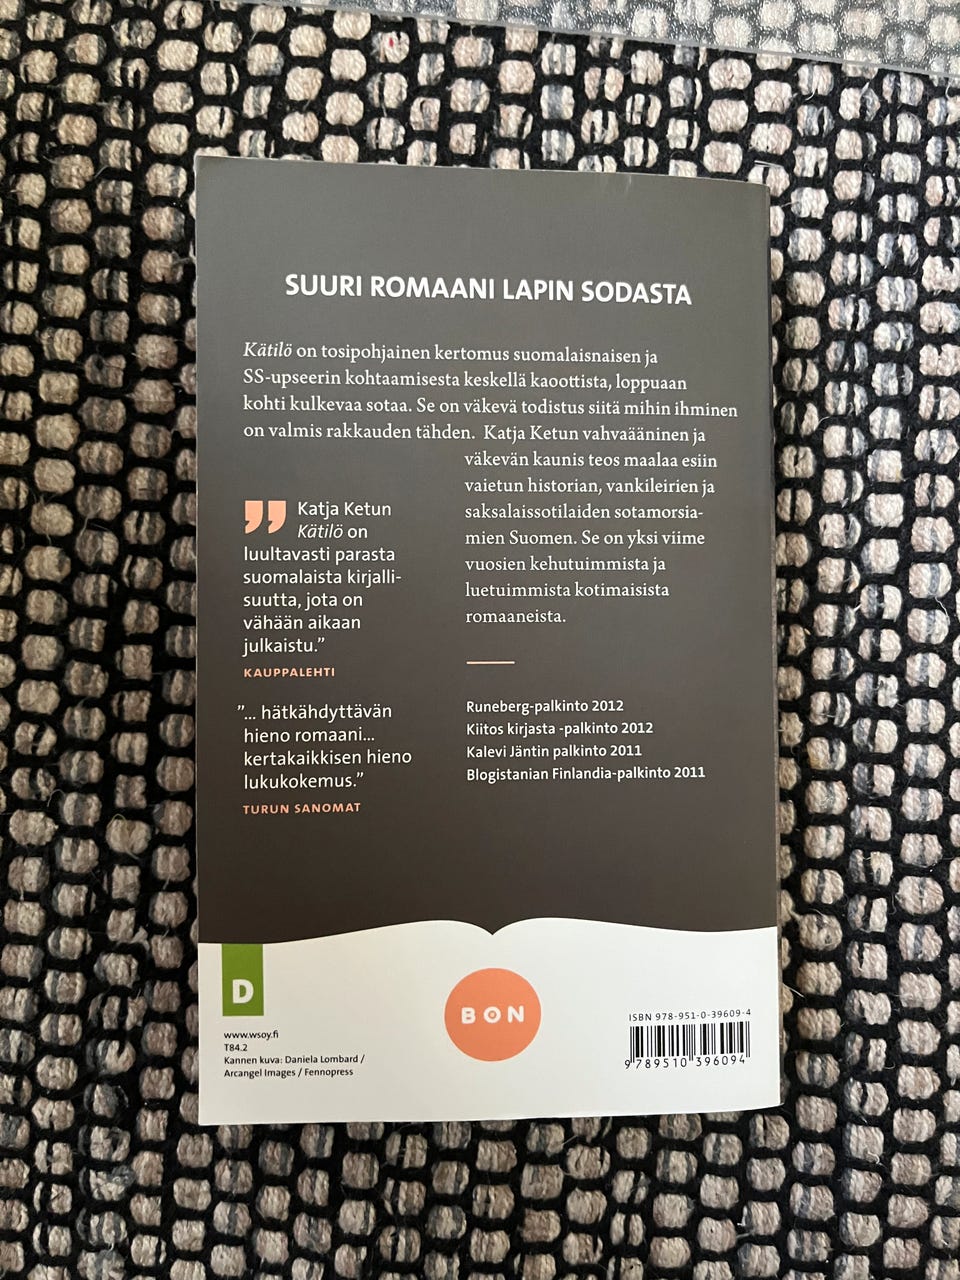 SUURI ROMAANI LAPIN SODASTA
Kätilö on tosipohjainen kertomus suomalaisnaisen ja
SS-upseerin kohtaamisesta keskellä kaoottista, loppuaan
kohti kulkevaa sotaa. Se on väkevä todistus siitä mihin ihminen
on valmis rakkauden tähden. Katja Ketun vahvaääninen ja
väkevän kaunis teos maalaa esiin
vaietun historian, vankileirien ja
saksalaissotilaiden sotamorsia-
mien Suomen. Se on yksi viime
vuosien kehutuimmista ja
luetuimmista kotimaisista
romaaneista.
” Katja Ketun
Kätilö on
luultavasti parasta
suomalaista kirjalli-
suutta, jota on
vähään aikaan
julkaistu.”
KAUPPALEHTI
”... hätkähdyttävän
hieno romaani...
kertakaikkisen hieno
lukukokemus.”
TURUN SANOMAT
Runeberg-palkinto 2012
Kiitos kirjasta -palkinto 2012
Kalevi Jäntin palkinto 2011
Blogistanian Finlandia-palkinto 2011
D
www.wsoy.fi
T84.2
Kannen kuva: Daniela Lombard /
Arcangel Images / Fennopress
BON
ISBN 978-951-0-39609-4
9 789510 396094